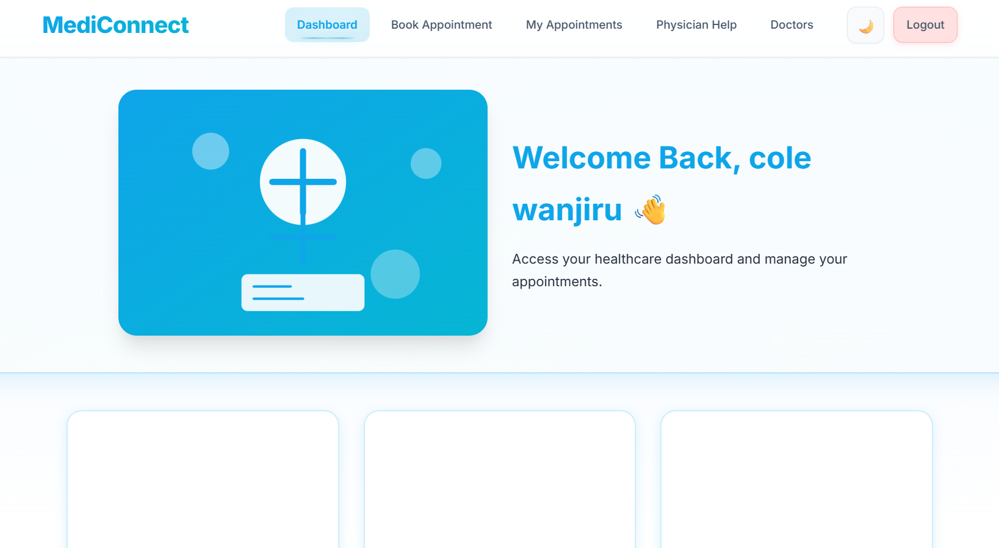 MediConnect
Dashboard
Book Appointment
My Appointments
Physician Help
Doctors
Logout
Welcome Back, cole
wanjiru 👋
Access your healthcare dashboard and manage your
appointments.